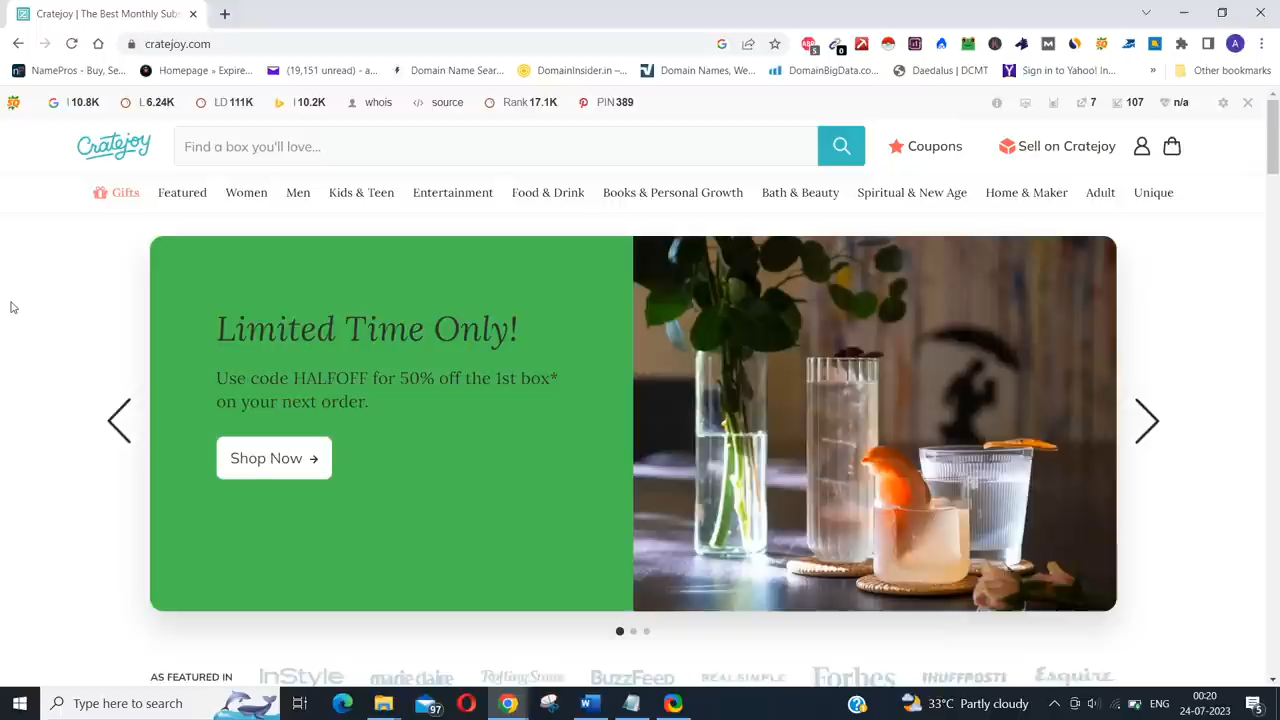 Cratejoy | The Best Monthly Sub
cratejoy.com
5
0
A
NamePros - Buy, Se...
Homepage » Expire...
(19,151 unread) - a...
Domain Name Sear...
DomainInsider.in –...
Domain Names, We...
DomainBigData.co...
Daedalus | DCMT
Sign in to Yahoo! In...
»
Other bookmarks
I 10.8K
L 6.24K
LD 111K
I 10.2K
whois
source
Rank 17.1K
PIN 389
7
107
n/a
Cratejoy
Find a box you'll love...
Coupons
Sell on Cratejoy
Gifts
Featured
Women
Men
Kids & Teen
Entertainment
Food & Drink
Books & Personal Growth
Bath & Beauty
Spiritual & New Age
Home & Maker
Adult
Unique
Limited Time Only!
Use code HALFOFF for 50% off the 1st box*
on your next order.
Shop Now →
AS FEATURED IN
InStyle
marie claire
Rolling Stone
BuzzFeed
REAL SIMPLE
Forbes
HUFFPOST
Esquire
Type here to search
97
33°C Partly cloudy
ENG
00:20
24-07-2023
5